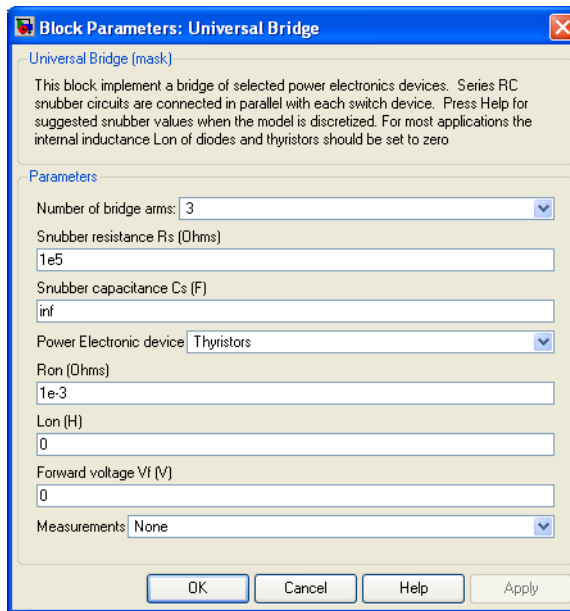 Block Parameters: Universal Bridge
Universal Bridge (mask)
This block implement a bridge of selected power electronics devices. Series RC
snubber circuits are connected in parallel with each switch device. Press Help for
suggested snubber values when the model is discretized. For most applications the
internal inductance Lon of diodes and thyristors should be set to zero
Parameters
Number of bridge arms: 3
Snubber resistance Rs (Ohms)
1e5
Snubber capacitance Cs (F)
inf
Power Electronic device Thyristors
Ron (Ohms)
1e-3
Lon (H)
0
Forward voltage Vf (V)
0
Measurements None
OK Cancel Help Apply